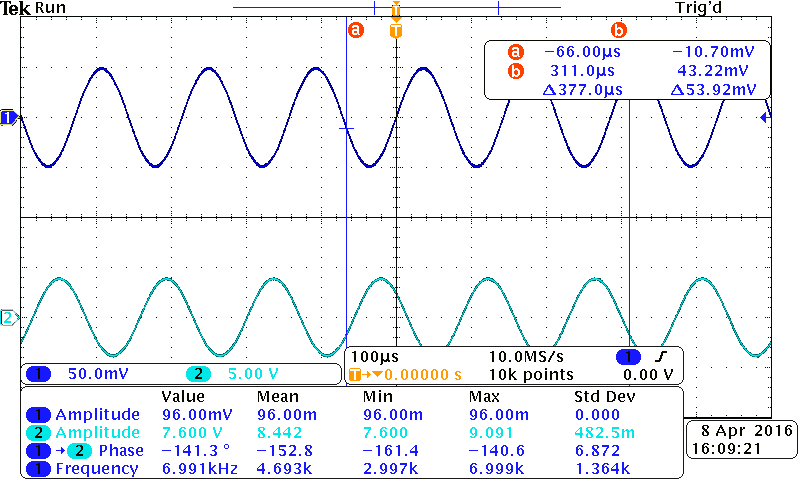 Tek Run Trig'd
T
a T b
a −66.00µs −10.70mV
b 311.0µs 43.22mV
Δ377.0µs Δ53.92mV
1
2
1 50.0mV 2 5.00 V
100µs 10.0MS/s 1
T→▼0.00000 s 10k points 0.00 V
Value Mean Min Max Std Dev
1 Amplitude 96.00mV 96.00m 96.00m 96.00m 0.000
2 Amplitude 7.600 V 8.442 7.600 9.091 482.5m
1→2 Phase −141.3 ° −152.8 −161.4 −140.6 6.872
1 Frequency 6.991kHz 4.693k 2.997k 6.999k 1.364k
8 Apr 2016
16:09:21